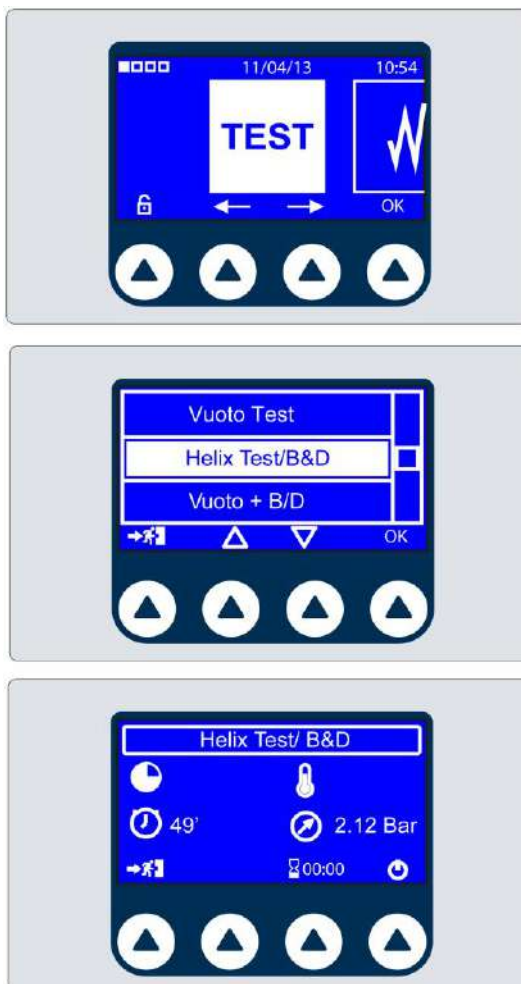 11/04/13 10:54
TEST
OK
Vuoto Test
Helix Test/B&D
Vuoto + B/D
OK
Helix Test/ B&D
49' 2.12 Bar
00:00